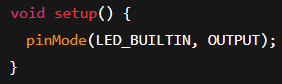 void setup() {
  pinMode(LED_BUILTIN, OUTPUT);
}